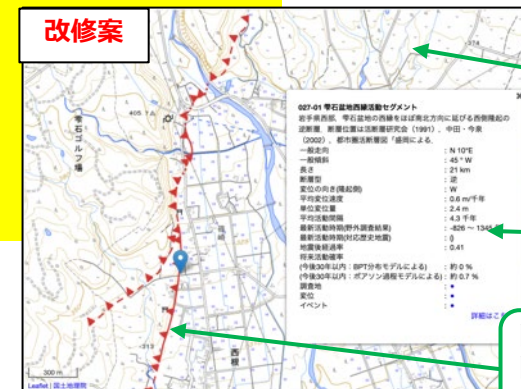 改修案
405
374
雫石ゴルフ場
027-01 雫石盆地西縁活動セグメント
岩手県西部、雫石盆地の西縁をほぼ南北方向に延びる西側隆起の
逆断層、断層位置は活断層研究会（1991）、中田・今泉
（2002）、都市圏活断層図「盛岡による.
一般走向 : N 10°E
一般傾斜 : 45 ° W
長さ : 21 km
断層型 : 逆
変位の向き(隆起側) : W
平均変位速度 : 0.6 m/千年
単位変位量 : 2.4 m
平均活動間隔 : 4.3 千年
最新活動時期(野外調査結果) : -826 ～ 1345
最新活動時期(対応歴史地震) : ()
地震後経過率 : 0.41
将来活動確率
(今後30年以内：BPT分布モデルによる) : 約 0 %
(今後30年以内：ポアソン過程モデルによる) : 約 0.7 %
調査地 : ●
変位 : ●
イベント : ●
詳細はこ
313
西根
300 m
Leaflet | 国土地理院